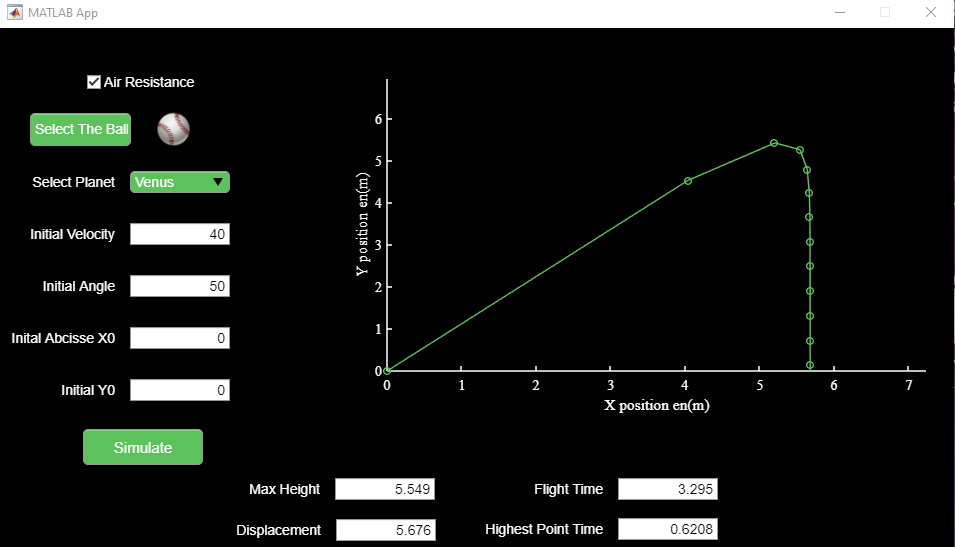 MATLAB App
Air Resistance
Select The Ball
Select Planet Venus
Initial Velocity 40
Initial Angle 50
Inital Abcisse X0 0
Initial Y0 0
Simulate
Y position en(m)
6
5
4
3
2
1
0
0 1 2 3 4 5 6 7
X position en(m)
Max Height 5.549 Flight Time 3.295
Displacement 5.676 Highest Point Time 0.6208